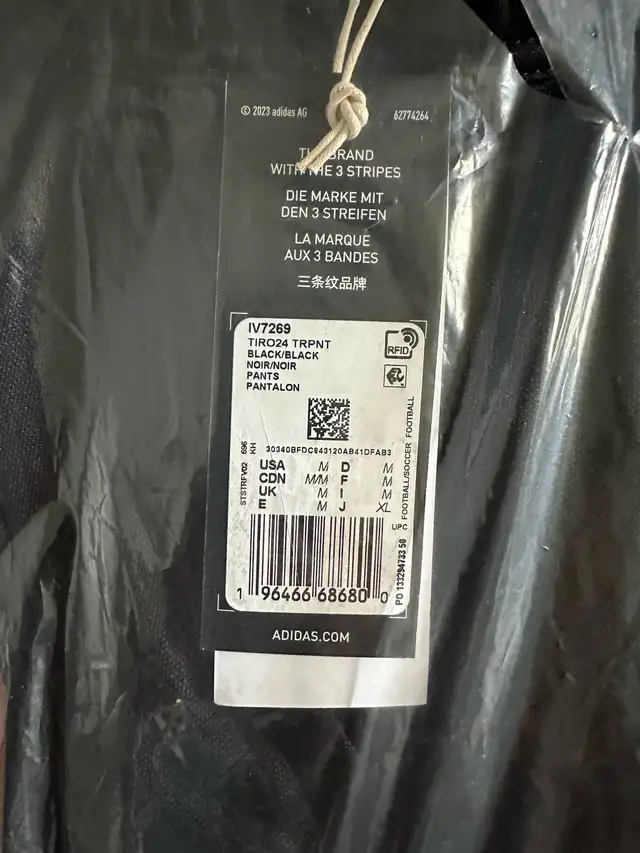 © 2023 adidas AG 62774264
THE BRAND
WITH THE 3 STRIPES
DIE MARKE MIT
DEN 3 STREIFEN
LA MARQUE
AUX 3 BANDES
三条纹品牌
IV7269
TIRO24 TRPNT
BLACK/BLACK
NOIR/NOIR
PANTS
PANTALON
RFID
30340BFDC843120AB41DFAB3
STSTRFV02 696
KH
USA M D M
CDN M/M F M
UK M I M
E M J XL
FOOTBALL/SOCCER FOOTBALL
UPC
1 96466 68680 0
PO 133294733 50
ADIDAS.COM